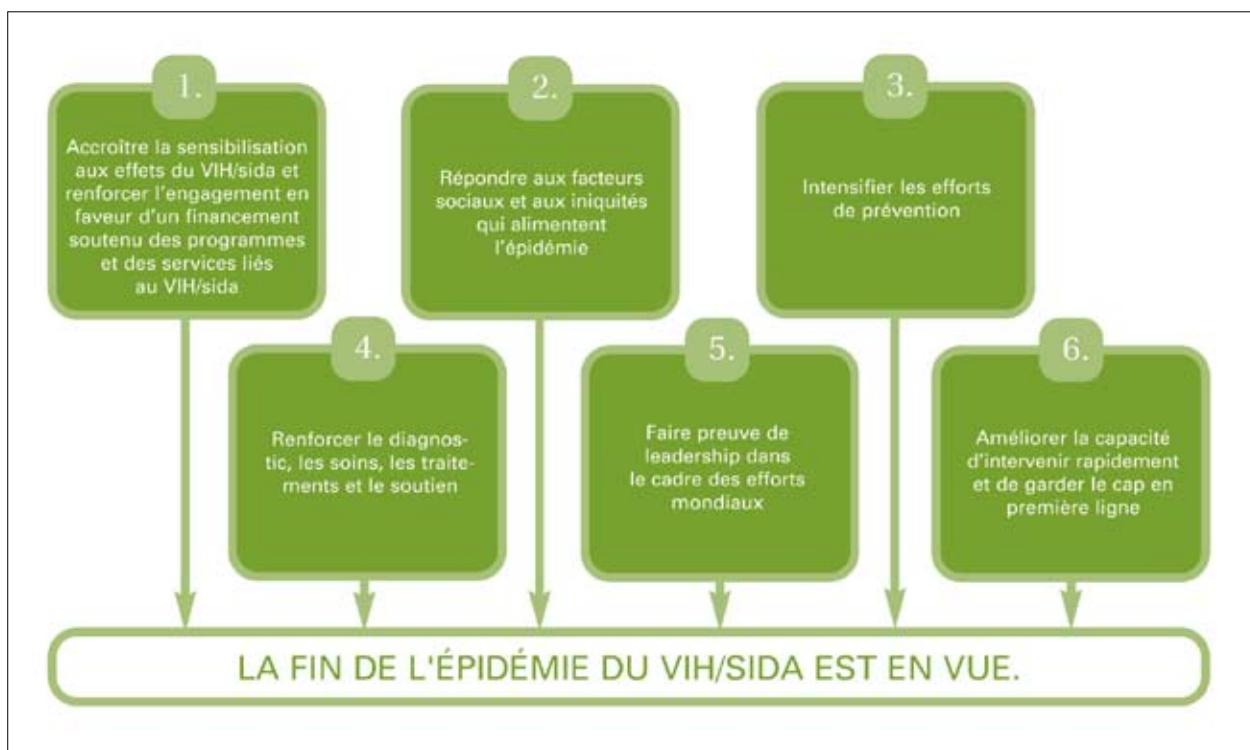 1.
Accroître la sensibilisation
aux effets du VIH/sida et
renforcer l'engagement en
faveur d'un financement
soutenu des programmes
et des services liés
au VIH/sida
2.
Répondre aux facteurs
sociaux et aux iniquités
qui alimentent
l'épidémie
3.
Intensifier les efforts
de prévention
4.
Renforcer le diagnos-
tic, les soins, les traite-
ments et le soutien
5.
Faire preuve de
leadership dans
le cadre des efforts
mondiaux
6.
Améliorer la capacité
d'intervenir rapidement
et de garder le cap en
première ligne
LA FIN DE L'ÉPIDÉMIE DU VIH/SIDA EST EN VUE.